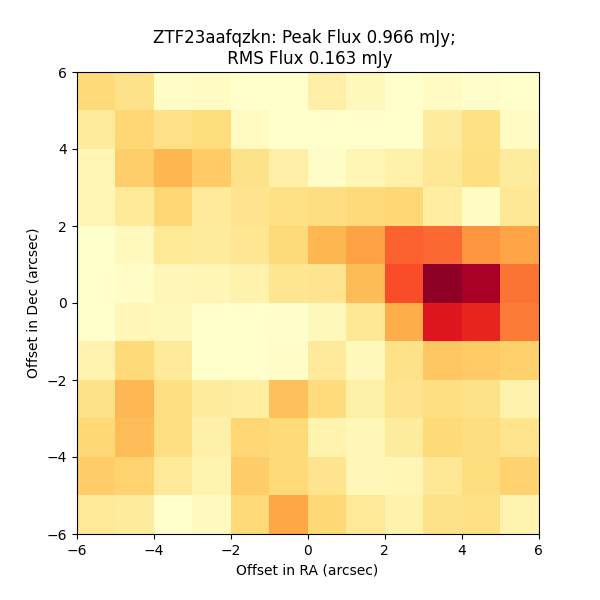 ZTF23aafqzkn: Peak Flux 0.966 mJy;
RMS Flux 0.163 mJy
6
4
2
0
−2
−4
−6
Offset in Dec (arcsec)
−6 −4 −2 0 2 4 6
Offset in RA (arcsec)